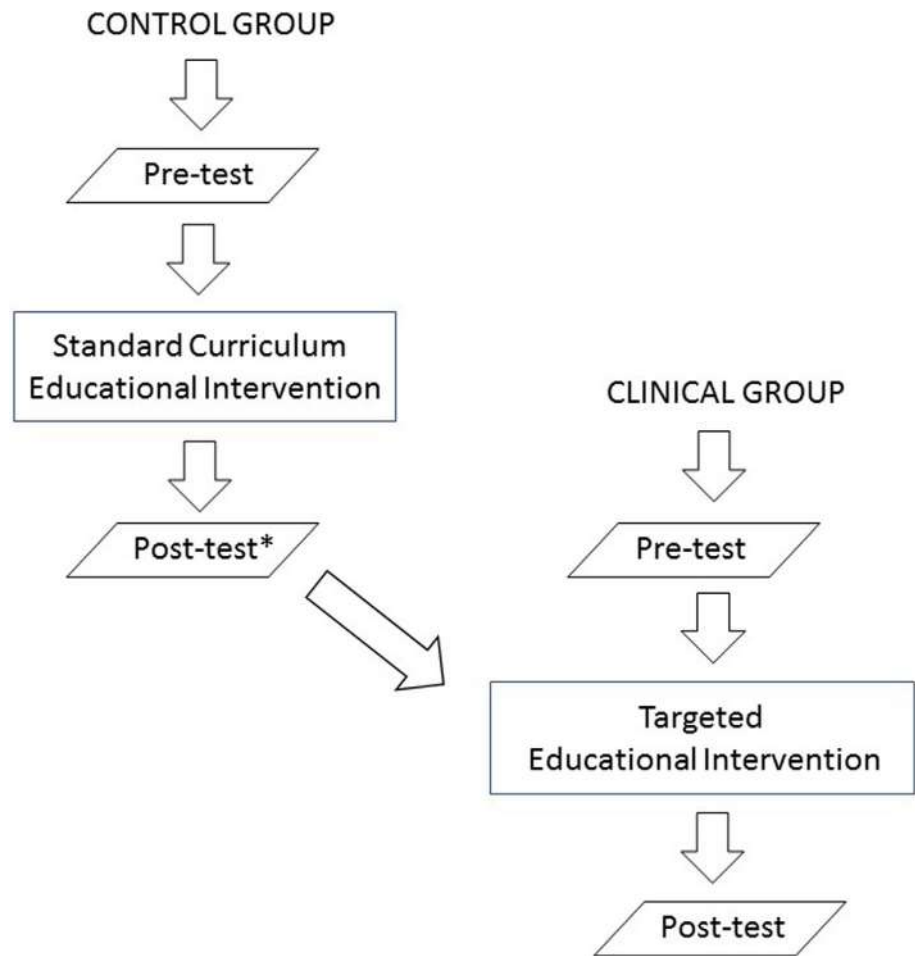 CONTROL GROUP
Pre-test
Standard Curriculum
Educational Intervention
Post-test*
CLINICAL GROUP
Pre-test
Targeted
Educational Intervention
Post-test